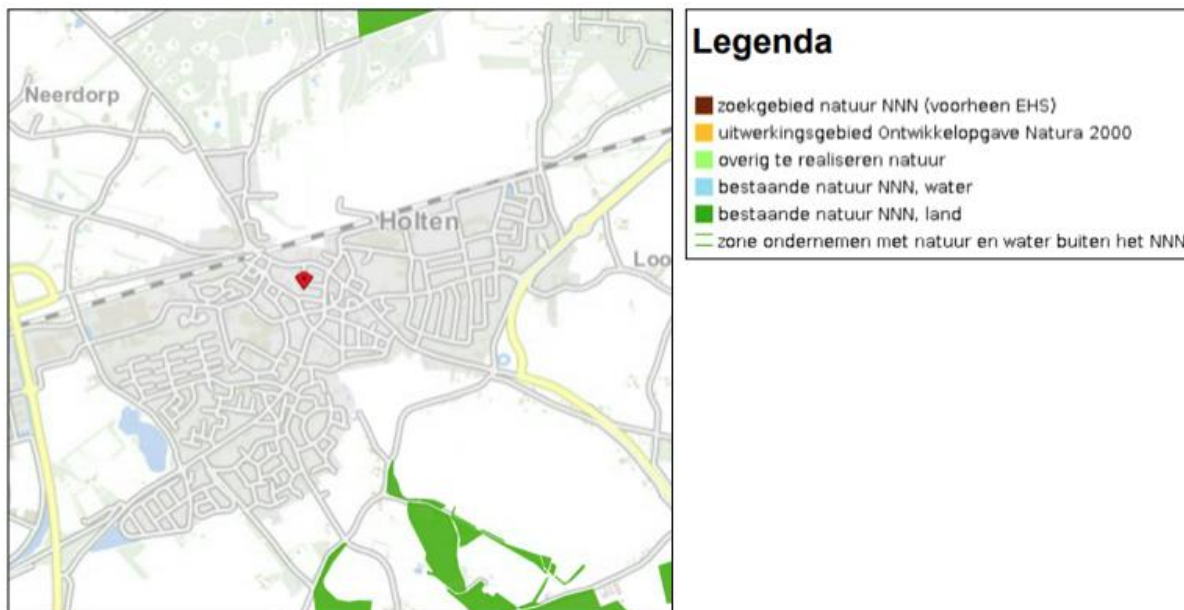 Neerdorp
Holten
Loo
Legenda
zoekgebied natuur NNN (voorheen EHS)
uitwerkingsgebied Ontwikkelopgave Natura 2000
overig te realiseren natuur
bestaande natuur NNN, water
bestaande natuur NNN, land
zone ondernemen met natuur en water buiten het NNN